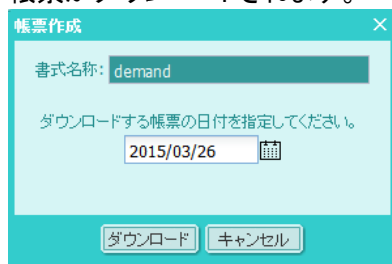 帳票作成
書式名称: demand
ダウンロードする帳票の日付を指定してください。
2015/03/26
ダウンロード キャンセル